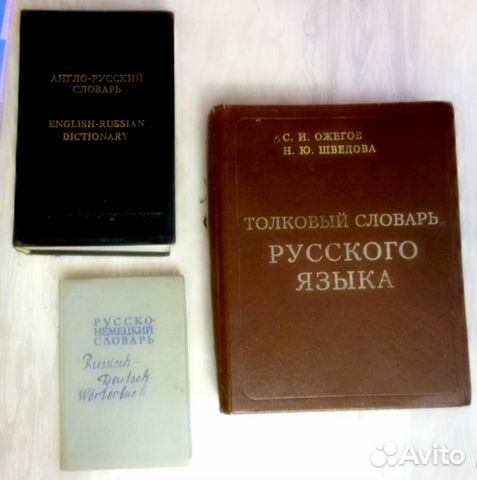 АНГЛО-РУССКИЙ
СЛОВАРЬ
ENGLISH-RUSSIAN
DICTIONARY
С. И. ОЖЕГОВ
Н. Ю. ШВЕДОВА
ТОЛКОВЫЙ СЛОВАРЬ
РУССКОГО
ЯЗЫКА
РУССКО-
НЕМЕЦКИЙ
СЛОВАРЬ
Russisch-
Deutsch
Wörterbuch
Avito